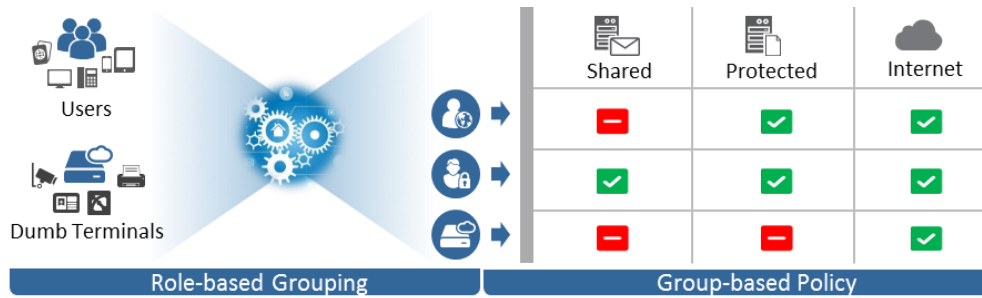 Users
Dumb Terminals
Shared
Protected
Internet
Role-based Grouping
Group-based Policy